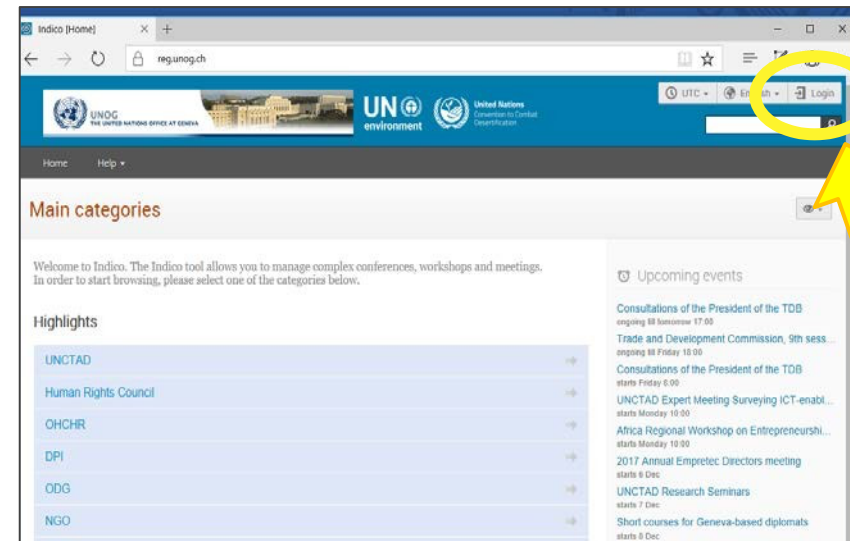 Indico [Home]
reg.unog.ch
UTC
English
Login
UNOG
THE UNITED NATIONS OFFICE AT GENEVA
UN
environment
United Nations
Convention to Combat
Desertification
Home Help
Main categories
Welcome to Indico. The Indico tool allows you to manage complex conferences, workshops and meetings.
In order to start browsing, please select one of the categories below.
Highlights
UNCTAD
Human Rights Council
OHCHR
DPI
ODG
NGO
Upcoming events
Consultations of the President of the TDB
ongoing till tomorrow 17:00
Trade and Development Commission, 9th sess...
ongoing till Friday 18:00
Consultations of the President of the TDB
starts Friday 8:00
UNCTAD Expert Meeting Surveying ICT-enabl...
starts Monday 10:00
Africa Regional Workshop on Entrepreneurshi...
starts Monday 10:00
2017 Annual Empretec Directors meeting
starts 6 Dec
UNCTAD Research Seminars
starts 7 Dec
Short courses for Geneva-based diplomats
starts 8 Dec